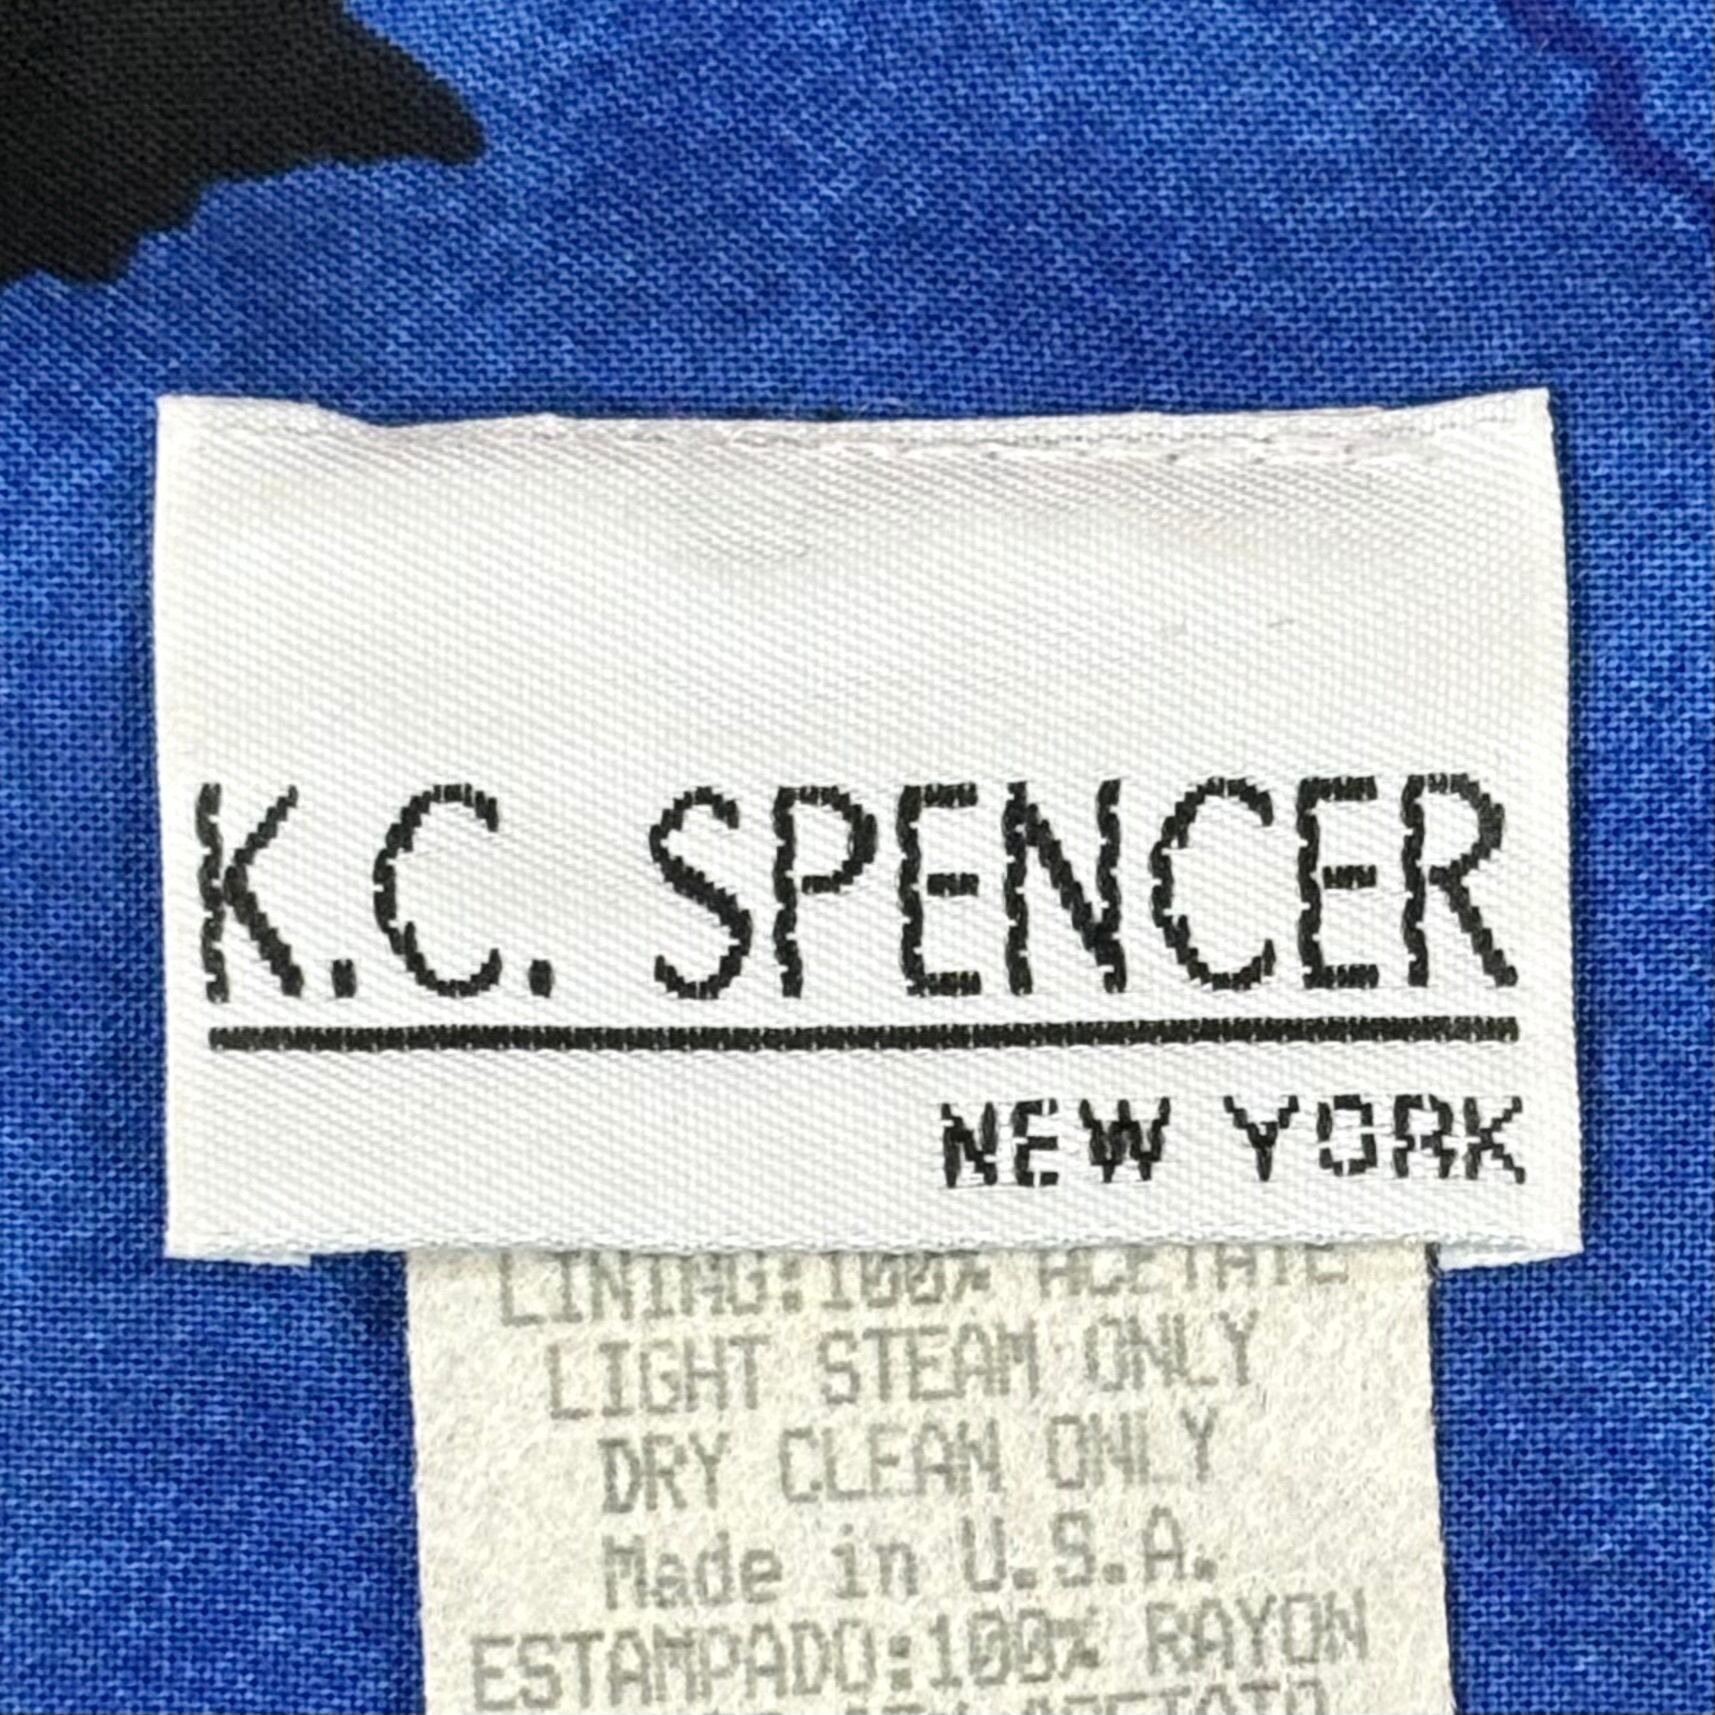 K.C. SPENCER
NEW YORK
LINING:100% ACETATE
LIGHT STEAM ONLY
DRY CLEAN ONLY
Made in U.S.A.
ESTAMPADO:100% RAYON